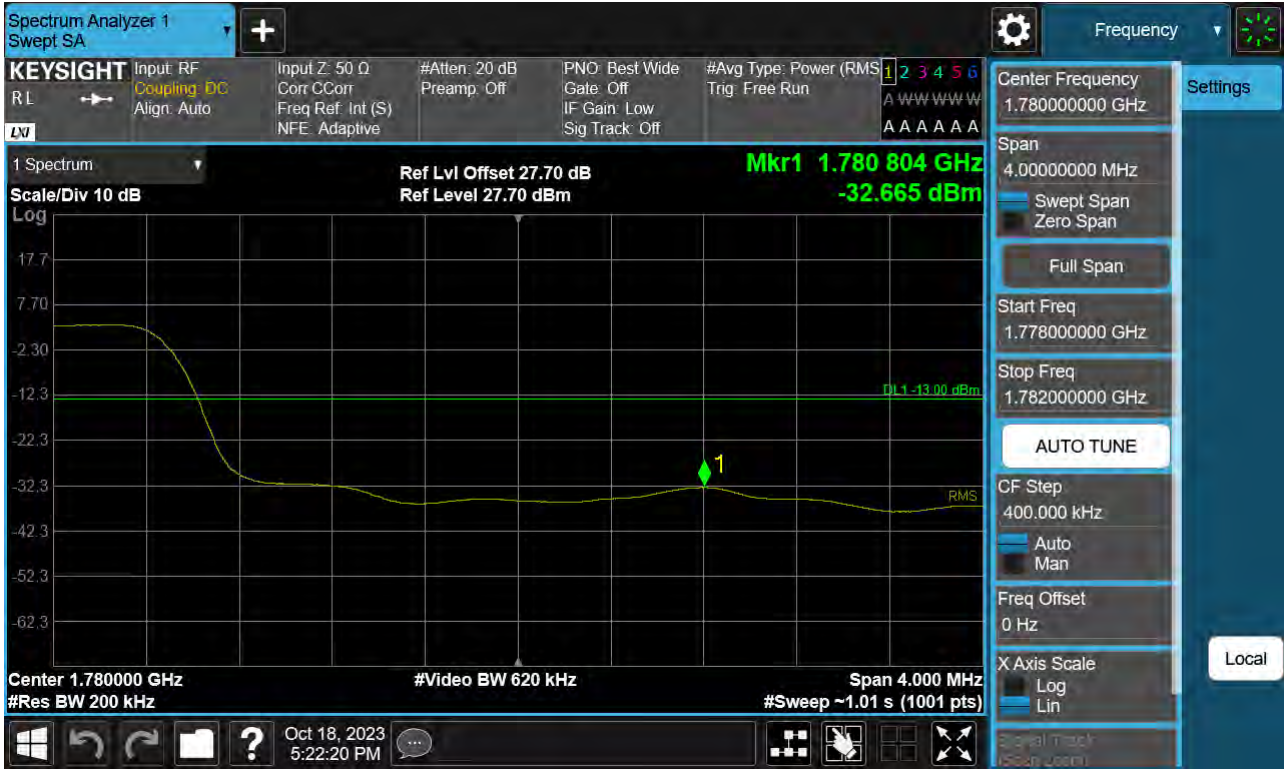 Spectrum Analyzer 1
Swept SA
+
Frequency
KEYSIGHT
RL
LXI
Input: RF
Coupling: DC
Align: Auto
Input Z: 50 Ω
Corr CCorr
Freq Ref: Int (S)
NFE: Adaptive
#Atten: 20 dB
Preamp: Off
PNO: Best Wide
Gate: Off
IF Gain: Low
Sig Track: Off
#Avg Type: Power (RMS
Trig: Free Run
1 2 3 4 5 6
A W W W W W
A A A A A A
1 Spectrum
Scale/Div 10 dB
Log
Ref Lvl Offset 27.70 dB
Ref Level 27.70 dBm
Mkr1 1.780 804 GHz
-32.665 dBm
17.7
7.70
-2.30
-12.3
-22.3
-32.3
-42.3
-52.3
-62.3
DL1 -13.00 dBm
1
RMS
Center 1.780000 GHz
#Res BW 200 kHz
#Video BW 620 kHz
Span 4.000 MHz
#Sweep ~1.01 s (1001 pts)
Center Frequency
1.780000000 GHz
Span
4.00000000 MHz
Swept Span
Zero Span
Full Span
Start Freq
1.778000000 GHz
Stop Freq
1.782000000 GHz
AUTO TUNE
CF Step
400.000 kHz
Auto
Man
Freq Offset
0 Hz
X Axis Scale
Log
Lin
Signal Track
(Span Zoom)
Settings
Local
?
Oct 18, 2023
5:22:20 PM